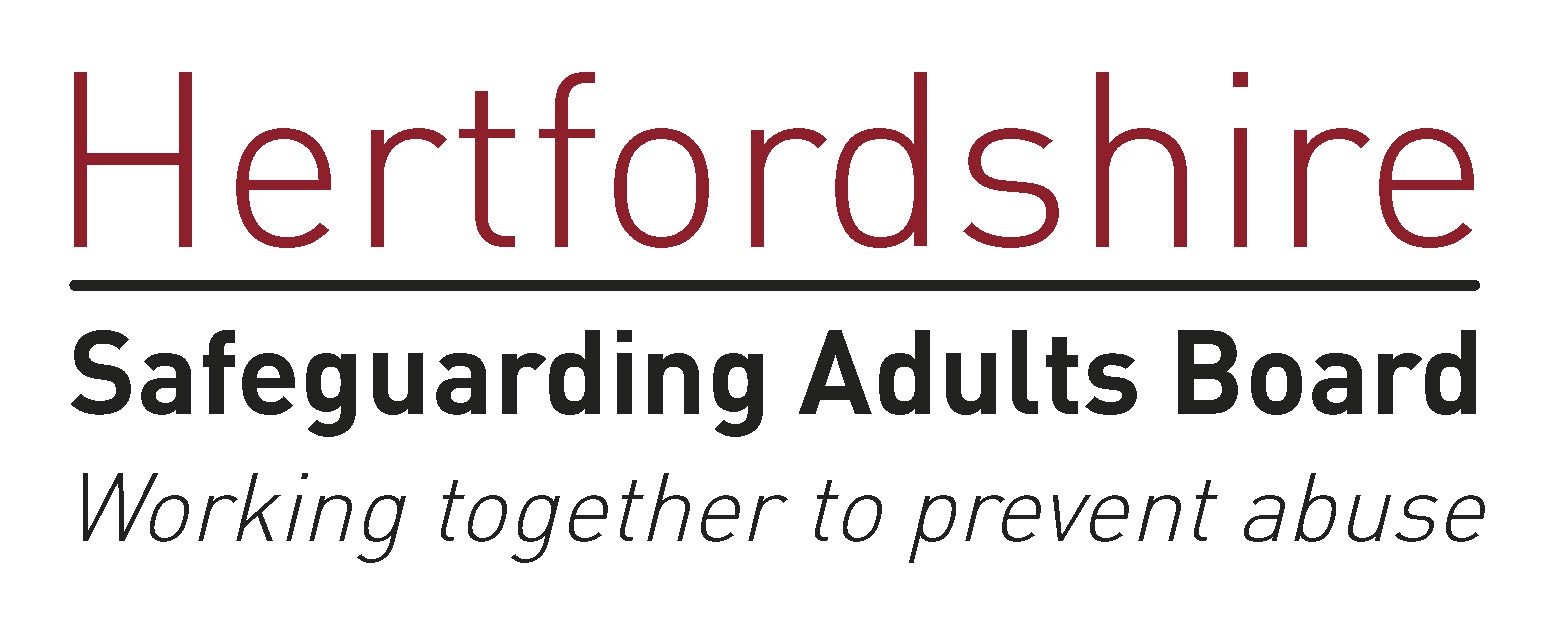 Hertfordshire
Safeguarding Adults Board
Working together to prevent abuse